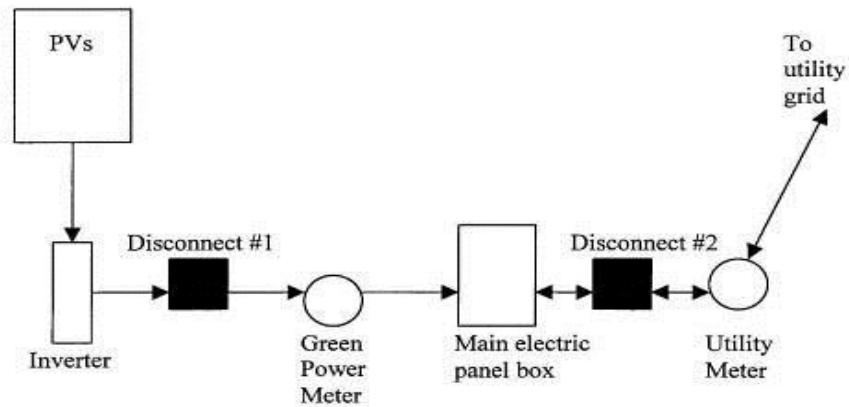 PVs
To
utility
grid
Disconnect #1
Disconnect #2
Inverter
Green
Power
Meter
Main electric
panel box
Utility
Meter